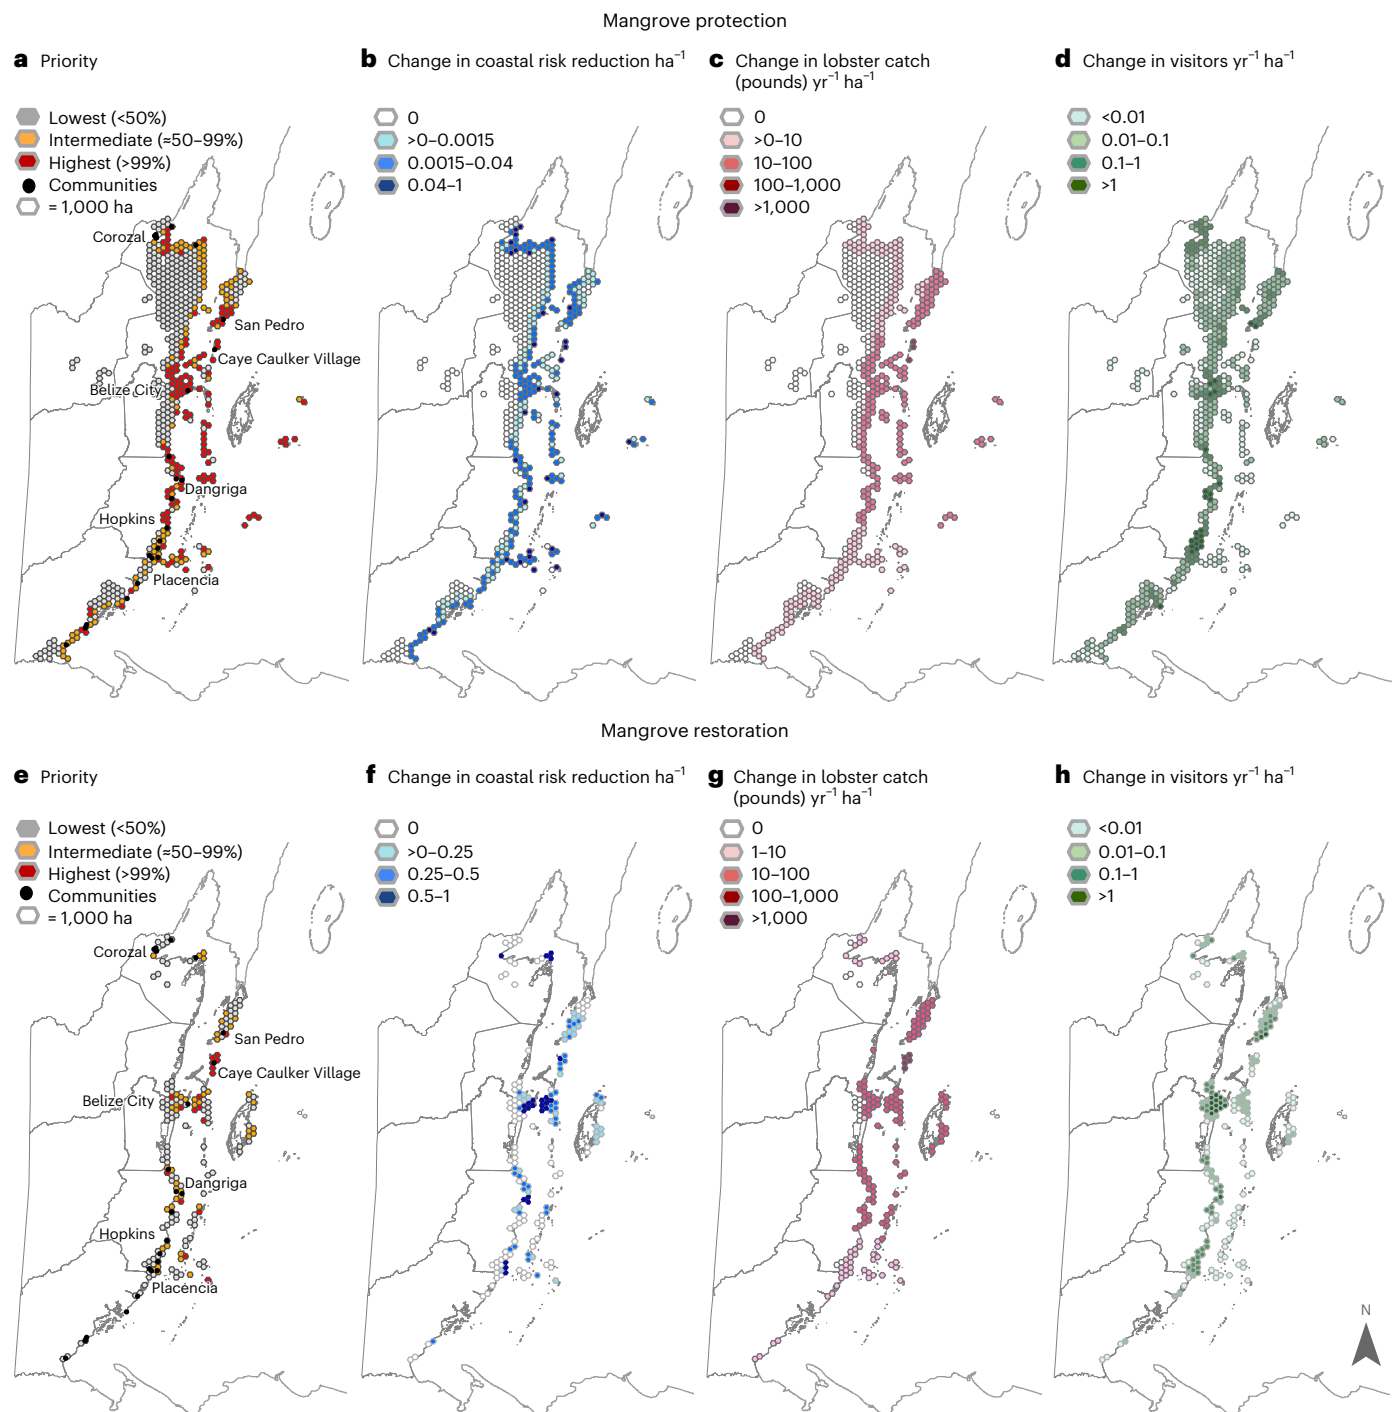 Mangrove protection
a Priority
Lowest (<50%)
Intermediate (≈50–99%)
Highest (>99%)
Communities
= 1,000 ha
Corozal
San Pedro
Caye Caulker Village
Belize City
Dangriga
Hopkins
Placencia
b Change in coastal risk reduction ha⁻¹
0
>0–0.0015
0.0015–0.04
0.04–1
c Change in lobster catch
(pounds) yr⁻¹ ha⁻¹
0
>0–10
10–100
100–1,000
>1,000
d Change in visitors yr⁻¹ ha⁻¹
<0.01
0.01–0.1
0.1–1
>1
Mangrove restoration
e Priority
Lowest (<50%)
Intermediate (≈50–99%)
Highest (>99%)
Communities
= 1,000 ha
Corozal
San Pedro
Caye Caulker Village
Belize City
Dangriga
Hopkins
Placencia
f Change in coastal risk reduction ha⁻¹
0
>0–0.25
0.25–0.5
0.5–1
g Change in lobster catch
(pounds) yr⁻¹ ha⁻¹
0
1–10
10–100
100–1,000
>1,000
h Change in visitors yr⁻¹ ha⁻¹
<0.01
0.01–0.1
0.1–1
>1
N